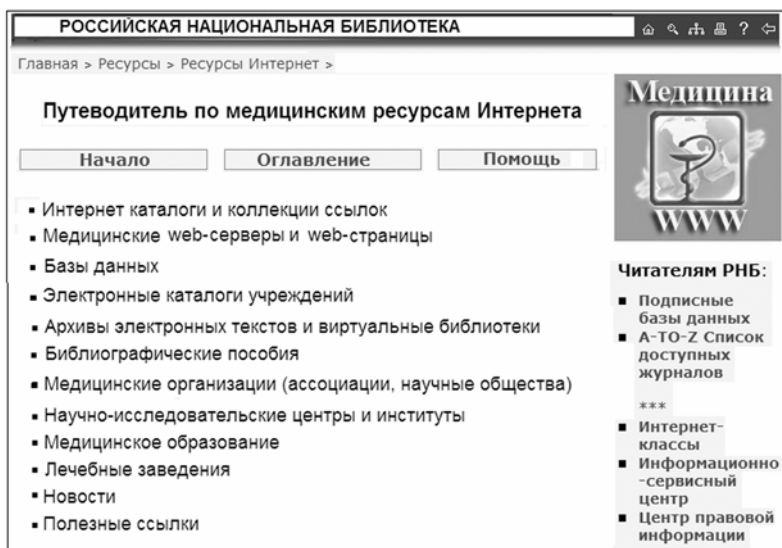 РОССИЙСКАЯ НАЦИОНАЛЬНАЯ БИБЛИОТЕКА
?
Главная > Ресурсы > Ресурсы Интернет >
Путеводитель по медицинским ресурсам Интернета
Начало
Оглавление
Помощь
▪ Интернет каталоги и коллекции ссылок
▪ Медицинские web-серверы и web-страницы
▪ Базы данных
▪ Электронные каталоги учреждений
▪ Архивы электронных текстов и виртуальные библиотеки
▪ Библиографические пособия
▪ Медицинские организации (ассоциации, научные общества)
▪ Научно-исследовательские центры и институты
▪ Медицинское образование
▪ Лечебные заведения
▪ Новости
▪ Полезные ссылки
Медицина
WWW
Читателям РНБ:
▪ Подписные
базы данных
▪ A-TO-Z Список
доступных
журналов
***
▪ Интернет-
классы
▪ Информационно
-сервисный
центр
▪ Центр правовой
информации